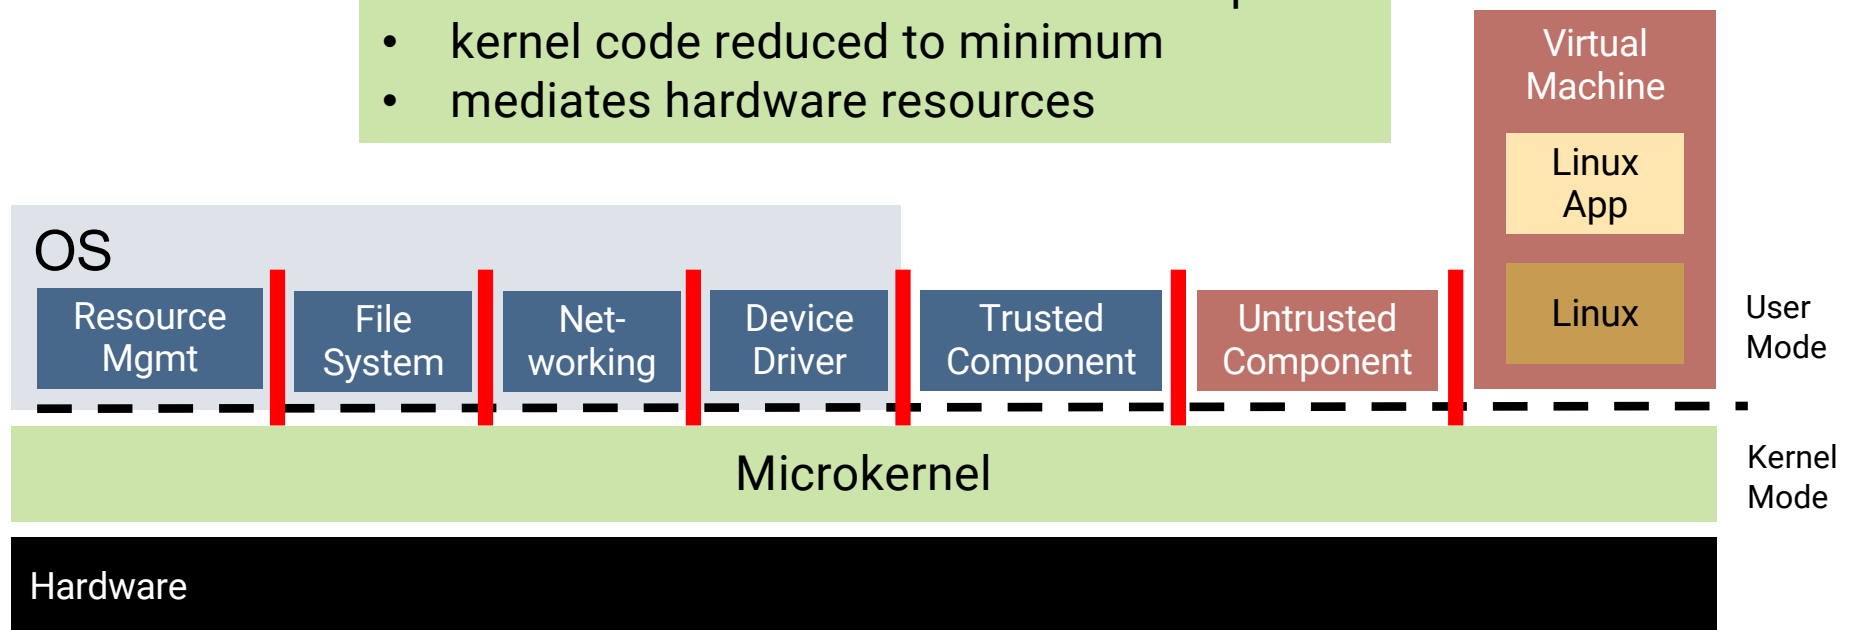 • kernel code reduced to minimum
• mediates hardware resources
Virtual
Machine
Linux
App
Linux
OS
Resource
Mgmt
File
System
Net-
working
Device
Driver
Trusted
Component
Untrusted
Component
User
Mode
Microkernel
Kernel
Mode
Hardware